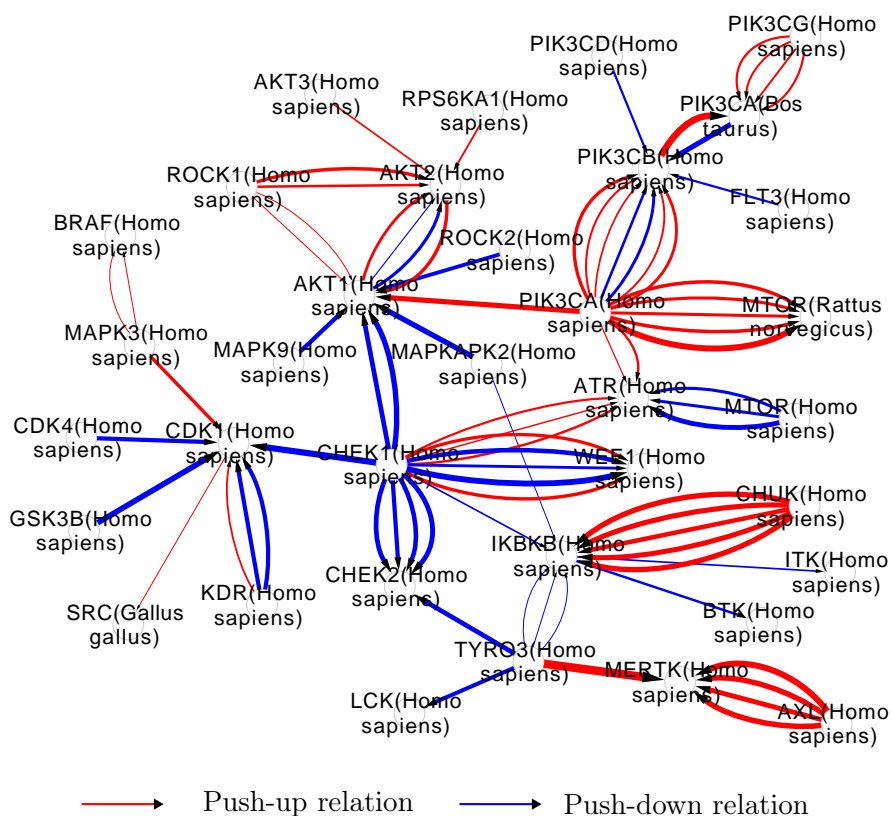 PIK3CG(Homo
sapiens)
PIK3CD(Homo
sapiens)
AKT3(Homo
sapiens)
RPS6KA1(Homo
sapiens)
PIK3CA(Bos
taurus)
ROCK1(Homo
sapiens)
AKT2(Homo
sapiens)
PIK3CB(Homo
sapiens)
FLT3(Homo
sapiens)
BRAF(Homo
sapiens)
ROCK2(Homo
sapiens)
AKT1(Homo
sapiens)
PIK3CA(Homo
sapiens)
MTOR(Rattus
norvegicus)
MAPK3(Homo
sapiens)
MAPK9(Homo
sapiens)
MAPKAPK2(Homo
sapiens)
ATR(Homo
sapiens)
MTOR(Homo
sapiens)
CDK4(Homo
sapiens)
CDK1(Homo
sapiens)
CHEK1(Homo
sapiens)
WEE1(Homo
sapiens)
CHUK(Homo
sapiens)
GSK3B(Homo
sapiens)
IKBKB(Homo
sapiens)
ITK(Homo
sapiens)
CHEK2(Homo
sapiens)
SRC(Gallus
gallus)
KDR(Homo
sapiens)
BTK(Homo
sapiens)
TYRO3(Homo
sapiens)
MERTK(Homo
sapiens)
LCK(Homo
sapiens)
AXL(Homo
sapiens)
Push-up relation
Push-down relation